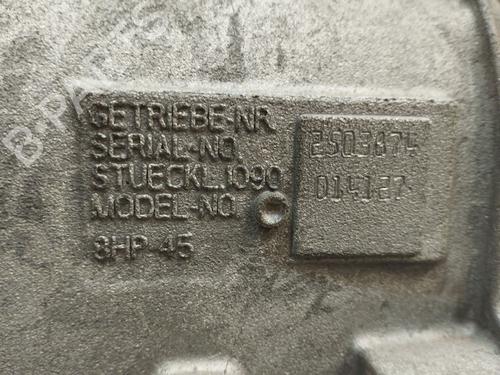 GETRIEBE-NR.
SERIAL-NO. 2503874
STUECKL.1090 014127
MODEL-NO.
8HP-45
B-PARTS